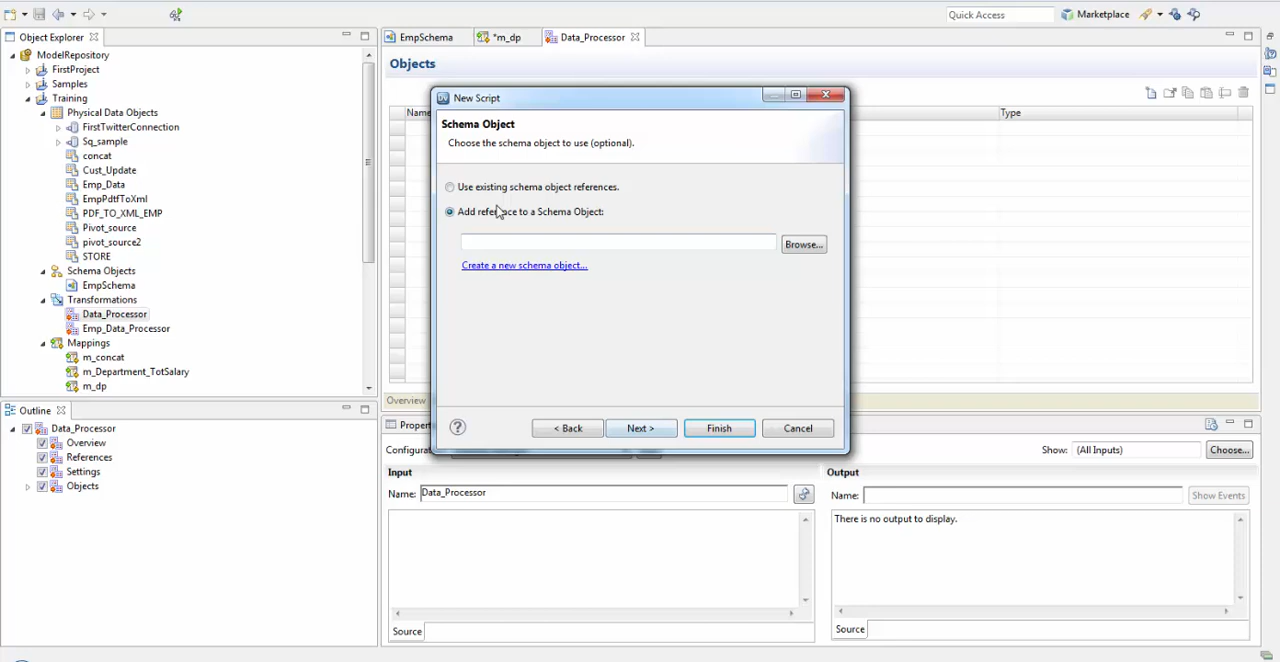 Quick Access
Marketplace
Object Explorer
EmpSchema
*m_dp
Data_Processor
ModelRepository
FirstProject
Samples
Training
Physical Data Objects
FirstTwitterConnection
Sq_sample
concat
Cust_Update
Emp_Data
EmpPdtfToXml
PDF_TO_XML_EMP
Pivot_source
pivot_source2
STORE
Schema Objects
EmpSchema
Transformations
Data_Processor
Emp_Data_Processor
Mappings
m_concat
m_Department_TotSalary
m_dp
Objects
Name
Type
New Script
Schema Object
Choose the schema object to use (optional).
Use existing schema object references.
Add reference to a Schema Object:
Browse...
Create a new schema object...
< Back
Next >
Finish
Cancel
Overview
Outline
Data_Processor
Overview
References
Settings
Objects
Show:
(All Inputs)
Choose...
Input
Name:
Data_Processor
Source
Output
Name:
Show Events
There is no output to display.
Source